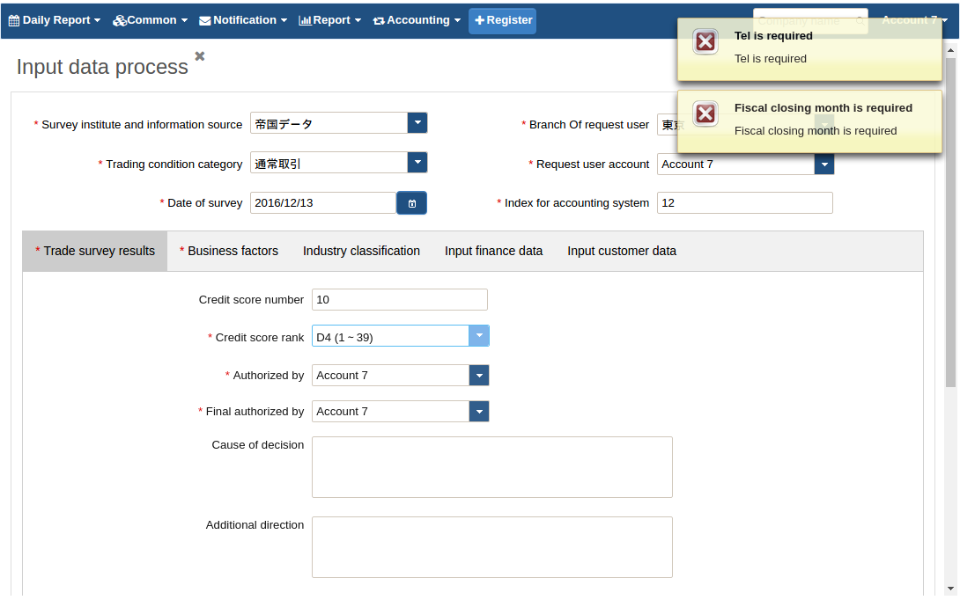 Daily Report Common Notification Report Accounting Register Company name Account 7
Tel is required
Tel is required
Input data process
Fiscal closing month is required
Fiscal closing month is required
* Survey institute and information source 帝国データ * Branch Of request user 東京
* Trading condition category 通常取引 * Request user account Account 7
* Date of survey 2016/12/13 * Index for accounting system 12
* Trade survey results * Business factors Industry classification Input finance data Input customer data
Credit score number 10
* Credit score rank D4 (1 ~ 39)
* Authorized by Account 7
* Final authorized by Account 7
Cause of decision
Additional direction